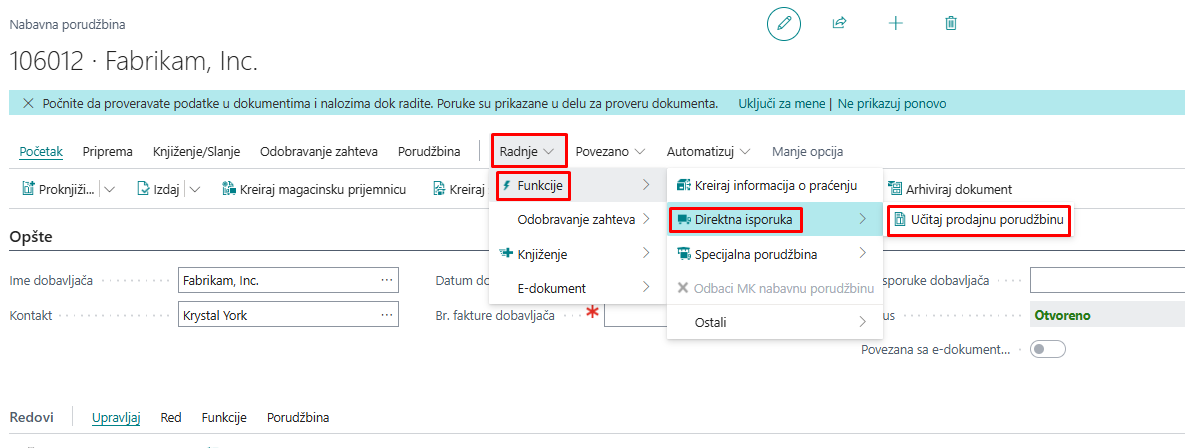 Nabavna porudžbina
106012 · Fabrikam, Inc.
Počnite da proveravate podatke u dokumentima i nalozima dok radite. Poruke su prikazane u delu za proveru dokumenta. Uključi za mene | Ne prikazuj ponovo
Početak Priprema Knjiženje/Slanje Odobravanje zahteva Porudžbina Radnje Povezano Automatizuj Manje opcija
Proknjiži... Izdaj Kreiraj magacinsku prijemnicu Kreiraj Funkcije Kreiraj informacija o praćenju Arhiviraj dokument
Odobravanje zahteva Direktna isporuka Učitaj prodajnu porudžbinu
Opšte
Knjiženje Specijalna porudžbina
Ime dobavljača Fabrikam, Inc. ... Datum do E-dokument Odbaci MK nabavnu porudžbinu sporuke dobavljača
Kontakt Krystal York ... Br. fakture dobavljača * Ostali us Otvoreno
Povezana sa e-dokument...
Redovi Upravljaj Red Funkcije Porudžbina